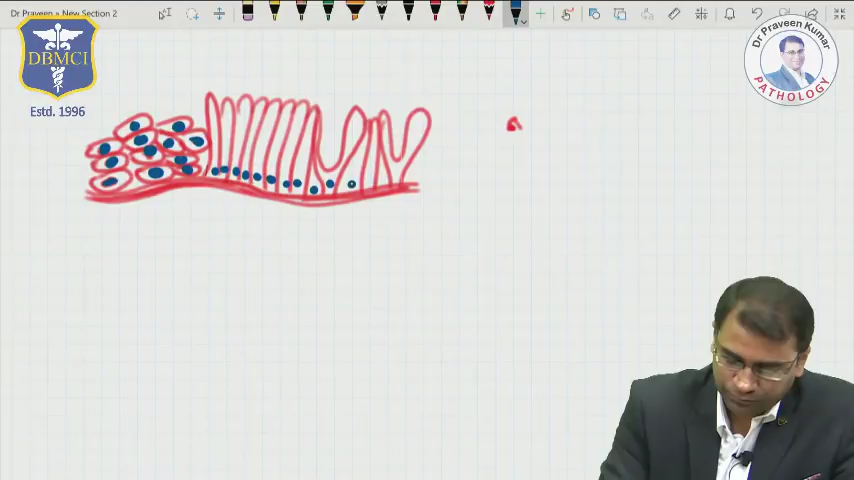 Dr Praveen » New Section 2
DBMCI
Estd. 1996
Dr Praveen Kumar
PATHOLOGY